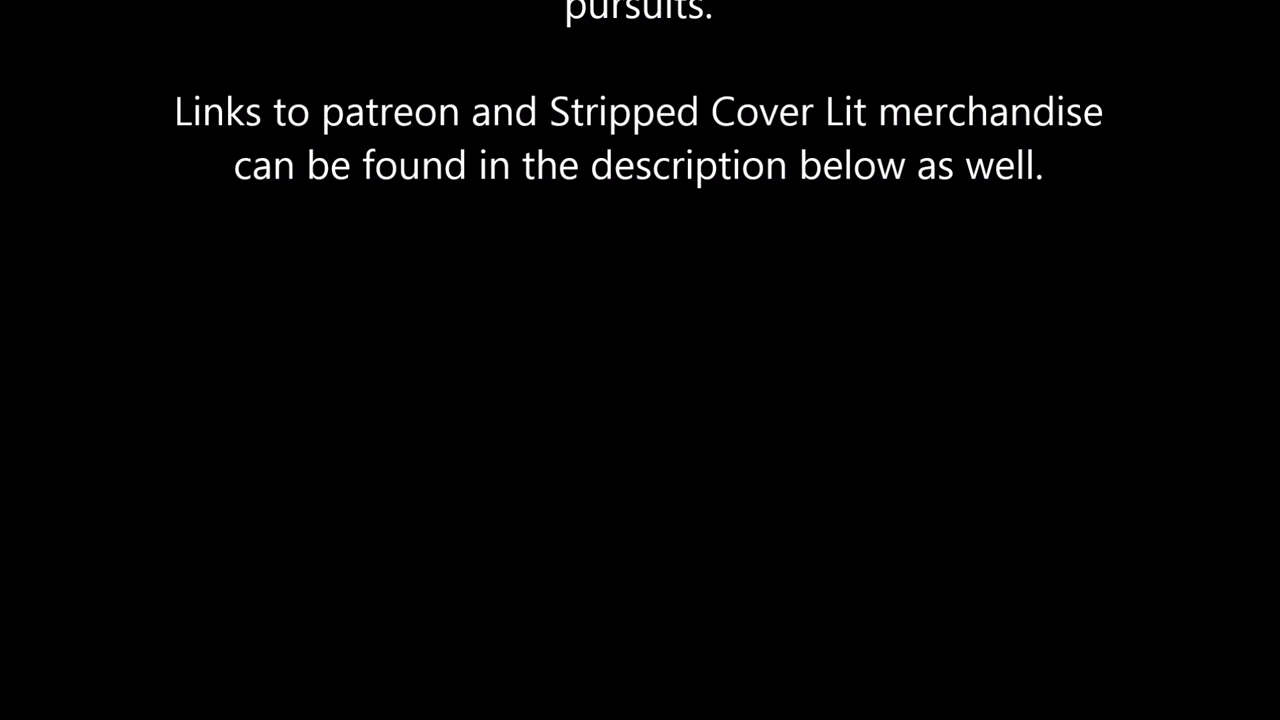 pursuits.
Links to patreon and Stripped Cover Lit merchandise
can be found in the description below as well.